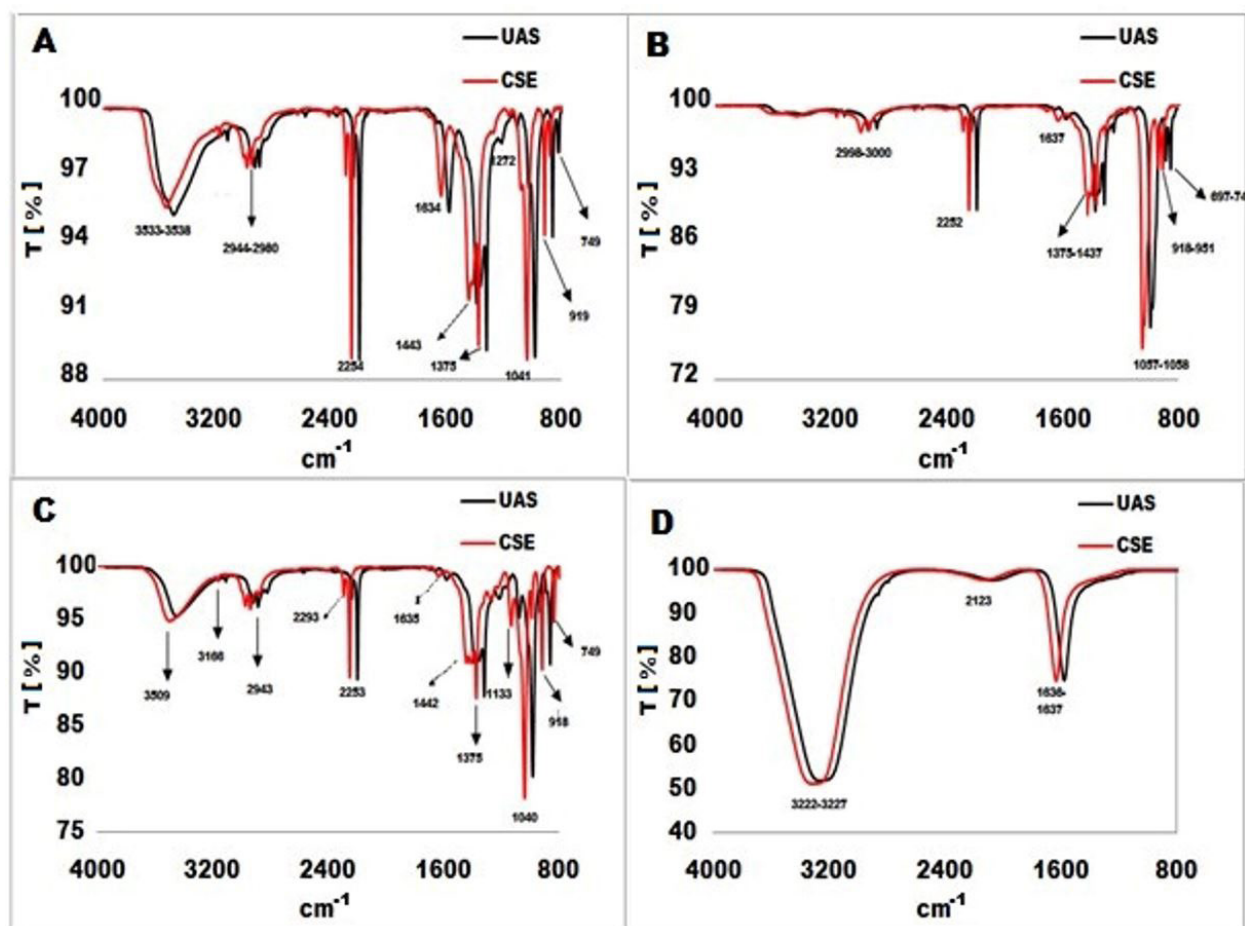 A
UAS
CSE
100
97
94
91
88
T [%]
3533-3538
2944-2980
2254
1634
1443
1375
1272
1041
919
749
4000 3200 2400 1600 800
cm-1
B
UAS
CSE
100
93
86
79
72
T [%]
2998-3000
2252
1637
1375-1437
1057-1058
918-951
4000 3200 2400 1600 800
cm-1
C
UAS
CSE
100
95
90
85
80
75
T [%]
3509
3166
2943
2293
2253
1635
1442
1375
1133
1040
918
749
4000 3200 2400 1600 800
cm-1
D
UAS
CSE
100
90
80
70
60
50
40
T [%]
3222-3227
2123
1636-
1637
4000 3200 2400 1600 800
cm-1